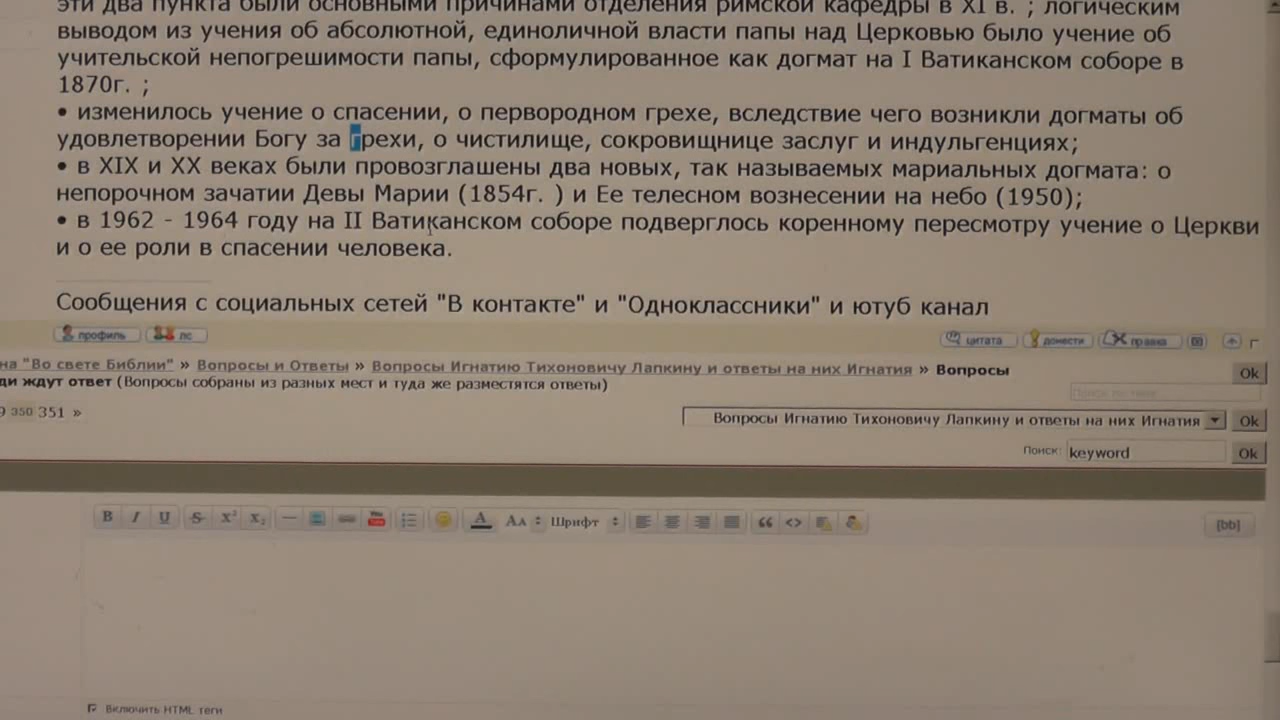 эти два пункта были основными причинами отделения римской кафедры в XI в. ; логическим
выводом из учения об абсолютной, единоличной власти папы над Церковью было учение об
учительской непогрешимости папы, сформулированное как догмат на I Ватиканском соборе в
1870г. ;
• изменилось учение о спасении, о первородном грехе, вследствие чего возникли догматы об
удовлетворении Богу за грехи, о чистилище, сокровищнице заслуг и индульгенциях;
• в XIX и XX веках были провозглашены два новых, так называемых мариальных догмата: о
непорочном зачатии Девы Марии (1854г. ) и Ее телесном вознесении на небо (1950);
• в 1962 - 1964 году на II Ватиканском соборе подверглось коренному пересмотру учение о Церкви
и о ее роли в спасении человека.
Сообщения с социальных сетей "В контакте" и "Одноклассники" и ютуб канал
профиль лс цитата донести правка
на "Во свете Библии" » Вопросы и Ответы » Вопросы Игнатию Тихоновичу Лапкину и ответы на них Игнатия » Вопросы
ди ждут ответ (Вопросы собраны из разных мест и туда же разместятся ответы) Ok
9 350 351 » Вопросы Игнатию Тихоновичу Лапкину и ответы на них Игнатия Ok
Поиск: keyword Ok
B I U S X² X₂ You Tube A AA Шрифт [bb]
Включить HTML теги